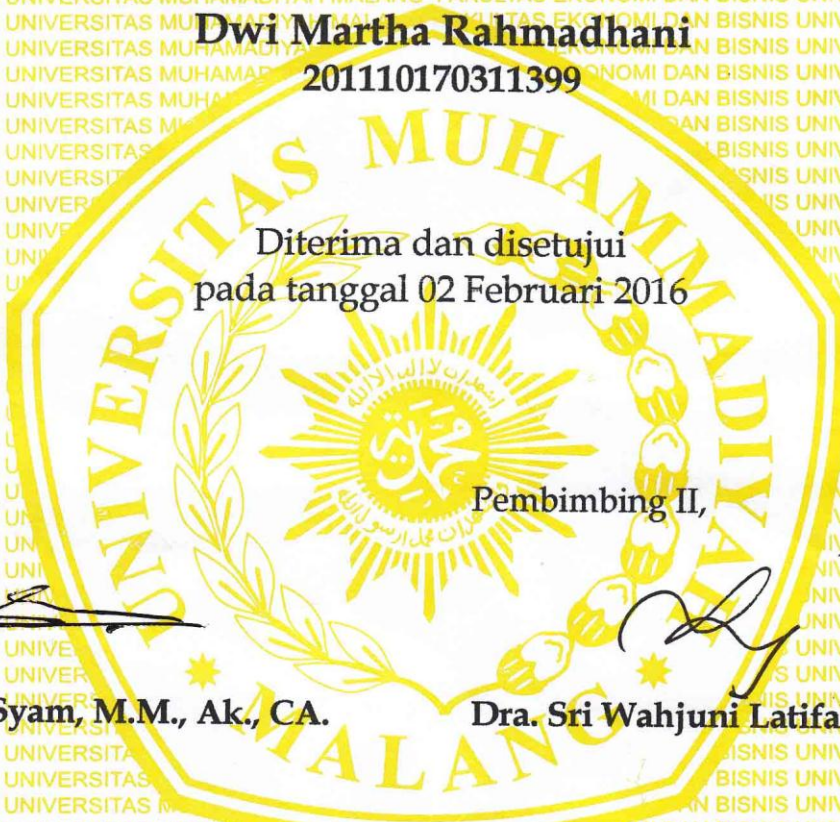 Dwi Martha Rahmadhani
201110170311399
UNIVERSITAS MUHAMMADIYAH
Diterima dan disetujui
pada tanggal 02 Februari 2016
Pembimbing II,
Syam, M.M., Ak., CA.
Dra. Sri Wahjuni Latifa
MALANG